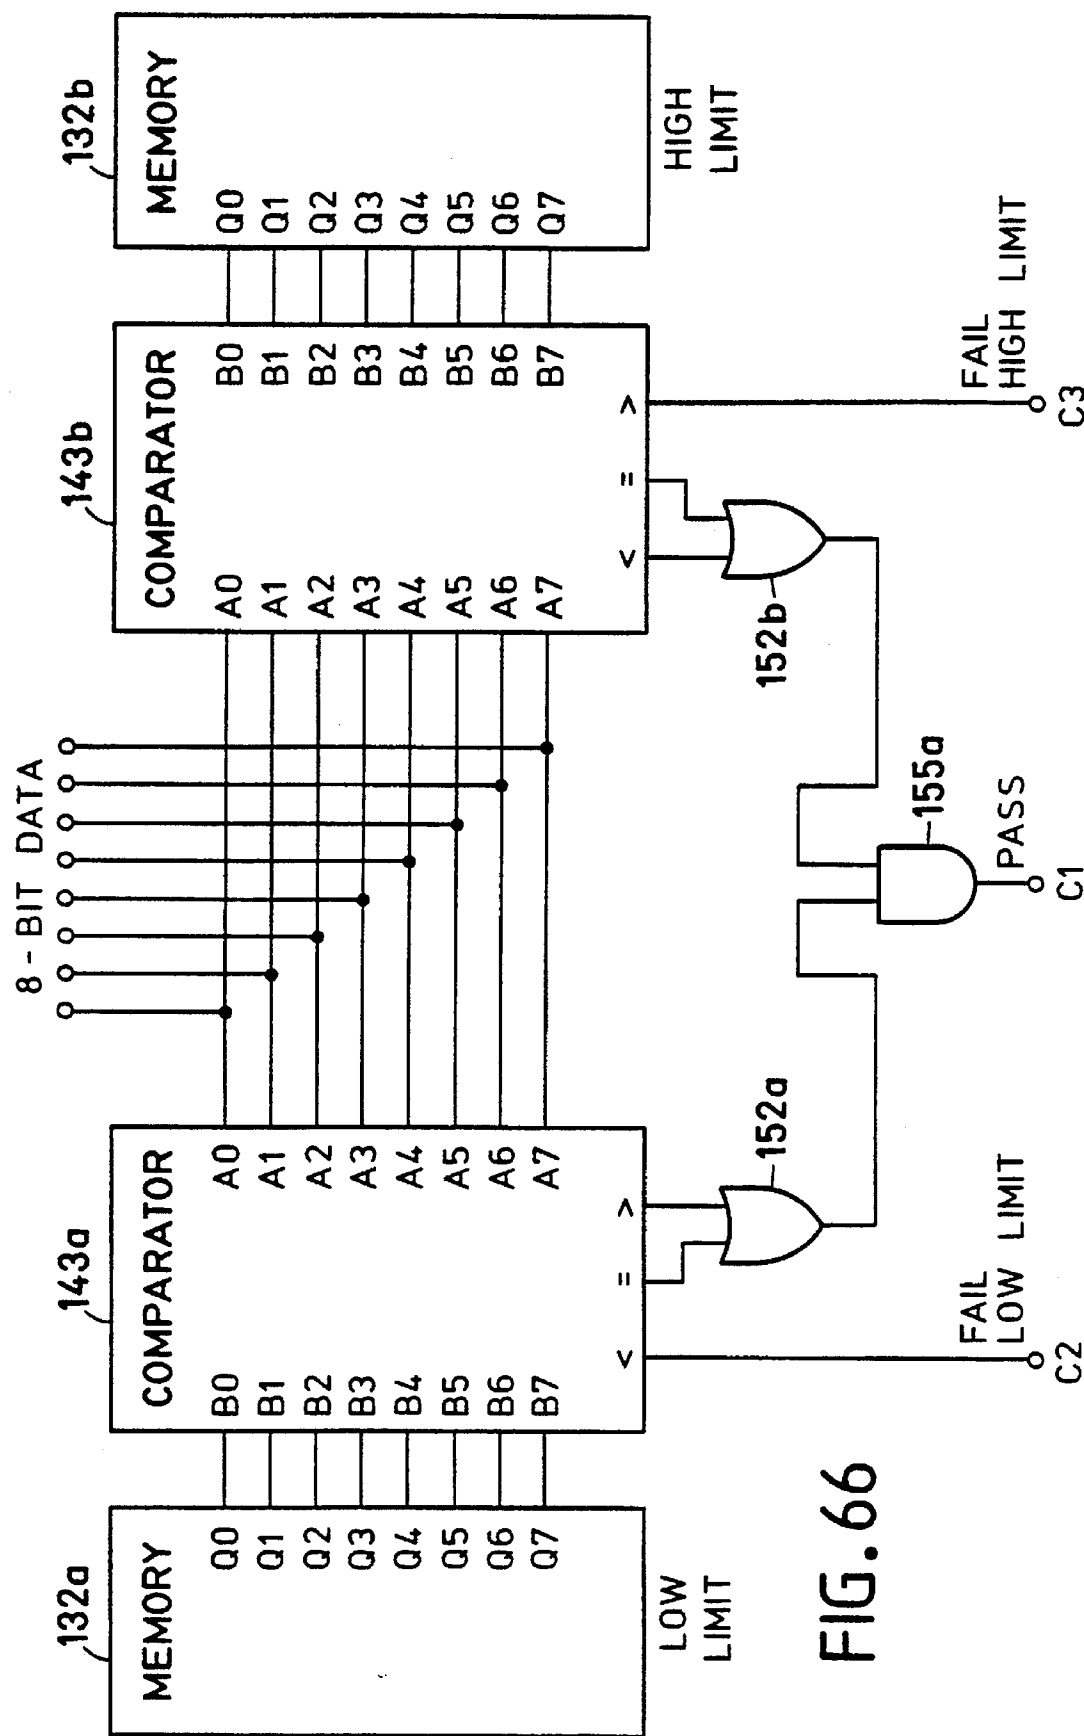 8-BIT DATA
132a
143a
143b
132b
MEMORY
COMPARATOR
COMPARATOR
MEMORY
Q0 B0 A0 A0 B0 Q0
Q1 B1 A1 A1 B1 Q1
Q2 B2 A2 A2 B2 Q2
Q3 B3 A3 A3 B3 Q3
Q4 B4 A4 A4 B4 Q4
Q5 B5 A5 A5 B5 Q5
Q6 B6 A6 A6 B6 Q6
Q7 B7 A7 A7 B7 Q7
< = >
< = >
LOW
LIMIT
HIGH
LIMIT
152a
152b
155a
FAIL
LOW LIMIT
PASS
FAIL
HIGH LIMIT
C2
C1
C3
FIG. 66